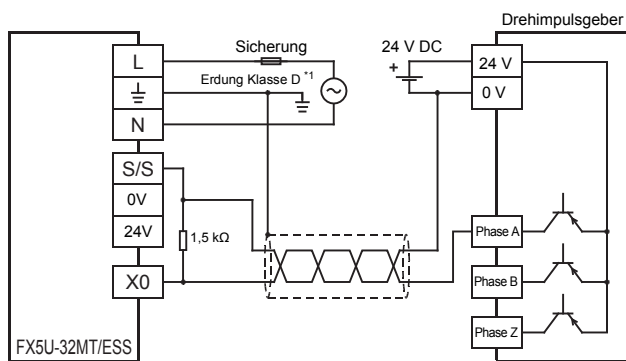 Drehimpulsgeber
Sicherung
24 V DC
L
Erdung Klasse D *1
+
24 V
0 V
N
S/S
0V
24V
1,5 kΩ
X0
Phase A
Phase B
Phase Z
FX5U-32MT/ESS